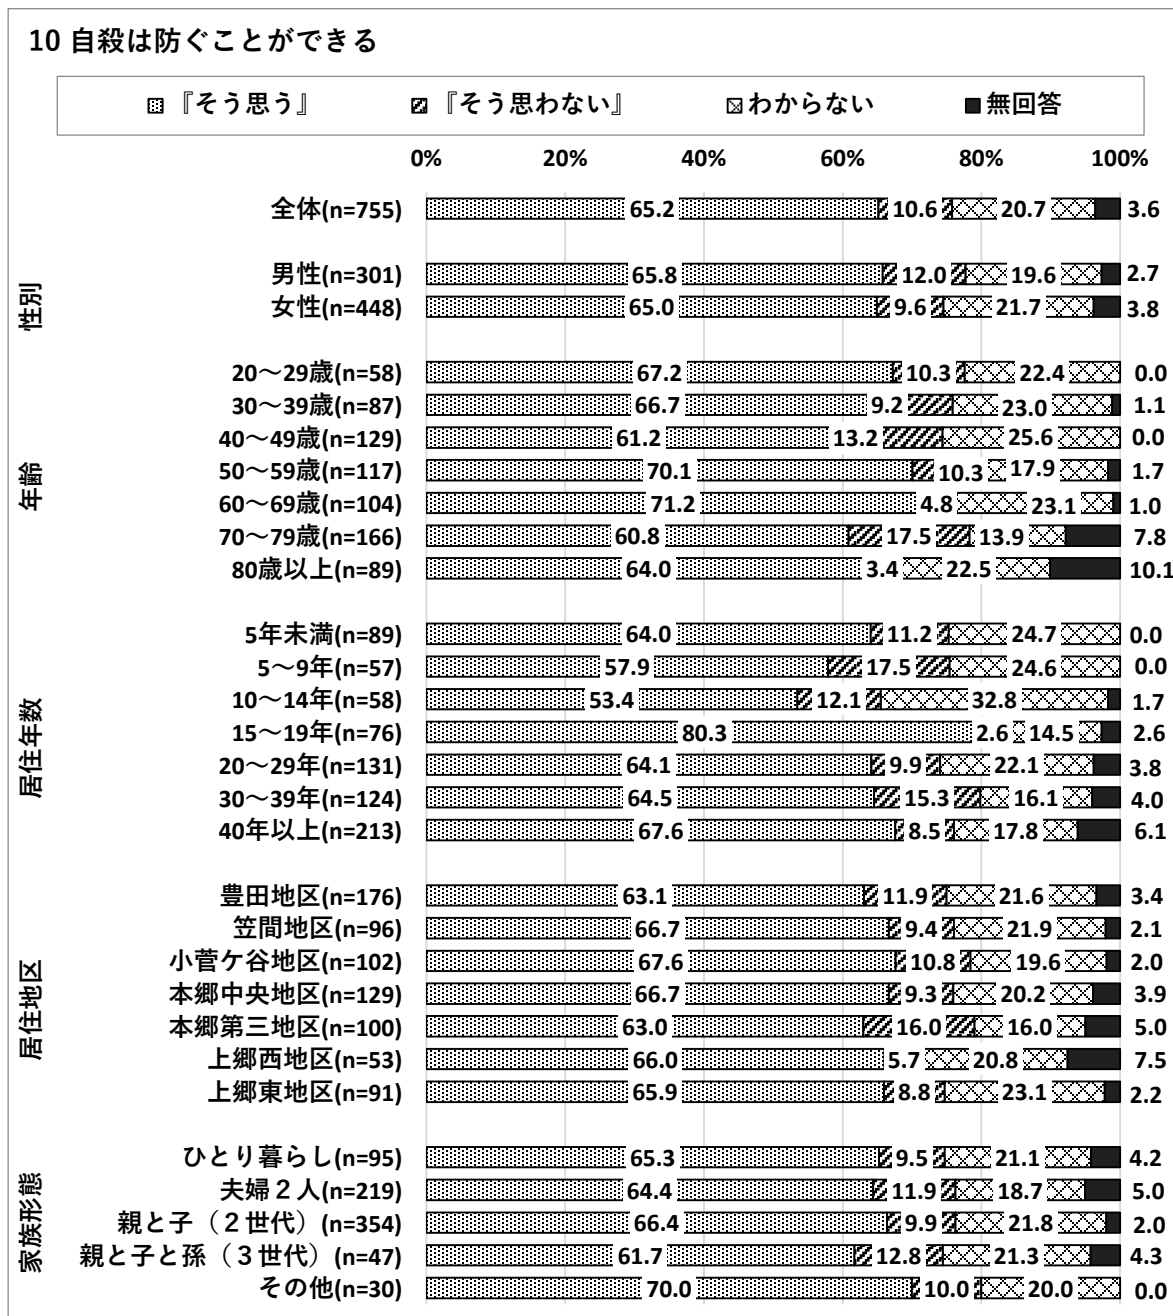 10 自殺は防ぐことができる
『そう思う』 『そう思わない』 わからない 無回答
0% 20% 40% 60% 80% 100%
全体(n=755) 65.2 10.6 20.7 3.6
性別
男性(n=301) 65.8 12.0 19.6 2.7
女性(n=448) 65.0 9.6 21.7 3.8
年齢
20～29歳(n=58) 67.2 10.3 22.4 0.0
30～39歳(n=87) 66.7 9.2 23.0 1.1
40～49歳(n=129) 61.2 13.2 25.6 0.0
50～59歳(n=117) 70.1 10.3 17.9 1.7
60～69歳(n=104) 71.2 4.8 23.1 1.0
70～79歳(n=166) 60.8 17.5 13.9 7.8
80歳以上(n=89) 64.0 3.4 22.5 10.1
居住年数
5年未満(n=89) 64.0 11.2 24.7 0.0
5～9年(n=57) 57.9 17.5 24.6 0.0
10～14年(n=58) 53.4 12.1 32.8 1.7
15～19年(n=76) 80.3 2.6 14.5 2.6
20～29年(n=131) 64.1 9.9 22.1 3.8
30～39年(n=124) 64.5 15.3 16.1 4.0
40年以上(n=213) 67.6 8.5 17.8 6.1
居住地区
豊田地区(n=176) 63.1 11.9 21.6 3.4
笠間地区(n=96) 66.7 9.4 21.9 2.1
小菅ケ谷地区(n=102) 67.6 10.8 19.6 2.0
本郷中央地区(n=129) 66.7 9.3 20.2 3.9
本郷第三地区(n=100) 63.0 16.0 16.0 5.0
上郷西地区(n=53) 66.0 5.7 20.8 7.5
上郷東地区(n=91) 65.9 8.8 23.1 2.2
家族形態
ひとり暮らし(n=95) 65.3 9.5 21.1 4.2
夫婦２人(n=219) 64.4 11.9 18.7 5.0
親と子（２世代）(n=354) 66.4 9.9 21.8 2.0
親と子と孫（３世代）(n=47) 61.7 12.8 21.3 4.3
その他(n=30) 70.0 10.0 20.0 0.0